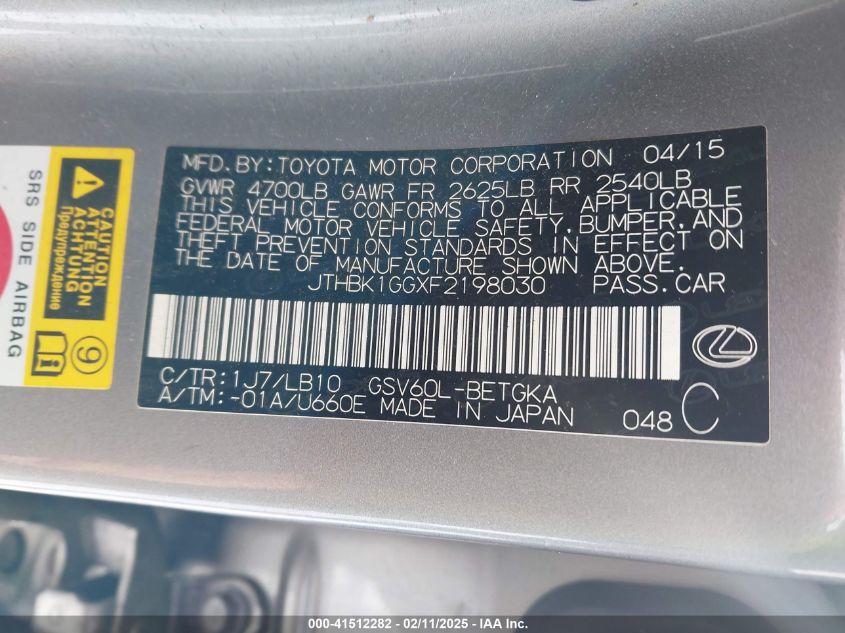 MFD.BY:TOYOTA MOTOR CORPORATION 04/15
GVWR 4700LB GAWR FR 2625LB RR 2540LB
THIS VEHICLE CONFORMS TO ALL APPLICABLE
FEDERAL MOTOR VEHICLE SAFETY,BUMPER,AND
THEFT PREVENTION STANDARDS IN EFFECT ON
THE DATE OF MANUFACTURE SHOWN ABOVE.
JTHBK1GGXF2198030 PASS.CAR
C/TR:1J7/LB10 GSV60L-BETGKA
A/TM:-01A/U660E MADE IN JAPAN
048 C
SRS SIDE AIRBAG
CAUTION
ATTENTION
ACHTUNG
Предупреждение
9
000-41512282 - 02/11/2025 - IAA Inc.